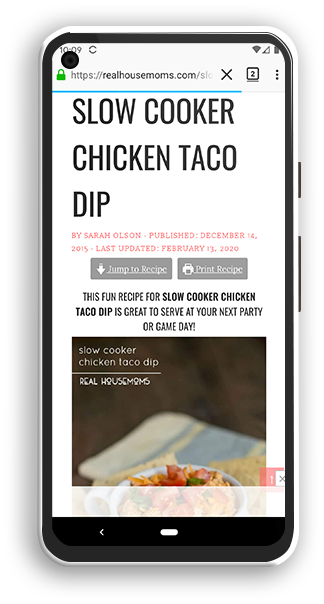 10:09
https://realhousemoms.com/slo
2
SLOW COOKER
CHICKEN TACO
DIP
BY SARAH OLSON - PUBLISHED: DECEMBER 14,
2015 - LAST UPDATED: FEBRUARY 13, 2020
Jump to Recipe Print Recipe
THIS FUN RECIPE FOR SLOW COOKER CHICKEN
TACO DIP IS GREAT TO SERVE AT YOUR NEXT PARTY
OR GAME DAY!
slow cooker
chicken taco dip
REAL HOUSEMOMS
1 X